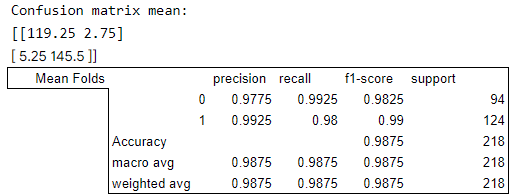 Confusion matrix mean:
[[119.25 2.75]
[ 5.25 145.5 ]]
Mean Folds precision recall f1-score support
0 0.9775 0.9925 0.9825 94
1 0.9925 0.98 0.99 124
Accuracy 0.9875 218
macro avg 0.9875 0.9875 0.9875 218
weighted avg 0.9875 0.9875 0.9875 218